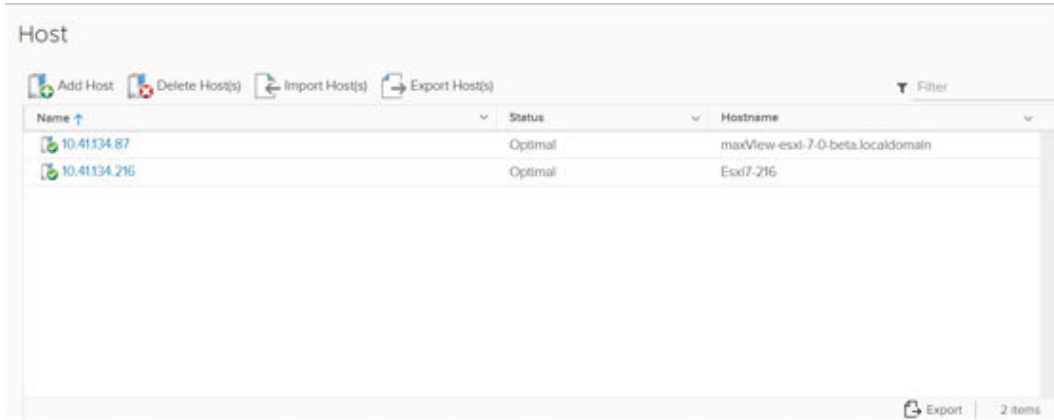 Host
Add Host Delete Host(s) Import Host(s) Export Host(s) Filter
Name Status Hostname
10.41.134.87 Optimal maxView-esxi-7-0-beta.localdomain
10.41.134.216 Optimal Esxi7-216
Export 2 items